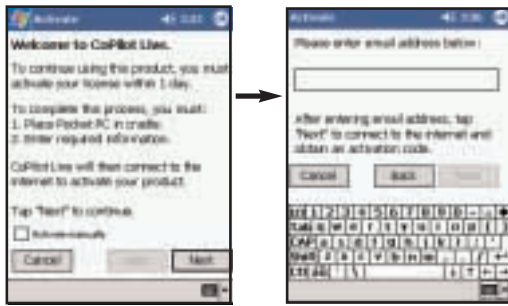 Activate
Welcome to CoPilot Live.
To continue using this product, you must
activate your license within 1 day.
To complete the process, you must:
1. Place Pocket PC in cradle.
2. Enter required information.
CoPilot Live will then connect to the
internet to activate your product.
Tap "Next" to continue.
Activate manually
Cancel
Next
Activate
Please enter email address below:
After entering email address, tap
"Next" to connect to the internet and
obtain an activation code.
Cancel
Back
Next